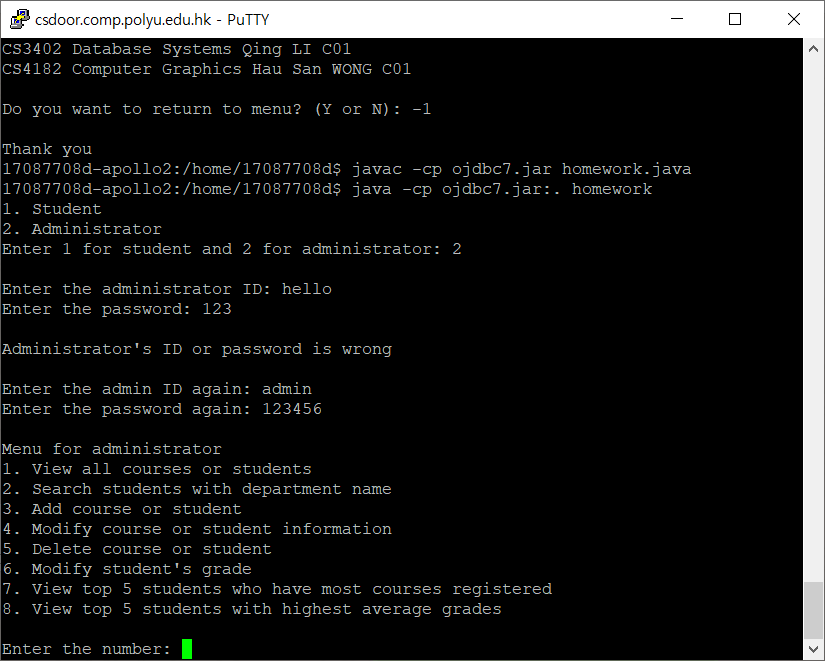 csdoor.comp.polyu.edu.hk - PuTTY
CS3402 Database Systems Qing LI C01
CS4182 Computer Graphics Hau San WONG C01
Do you want to return to menu? (Y or N): -1
Thank you
17087708d-apollo2:/home/17087708d$ javac -cp ojdbc7.jar homework.java
17087708d-apollo2:/home/17087708d$ java -cp ojdbc7.jar:. homework
1. Student
2. Administrator
Enter 1 for student and 2 for administrator: 2
Enter the administrator ID: hello
Enter the password: 123
Administrator's ID or password is wrong
Enter the admin ID again: admin
Enter the password again: 123456
Menu for administrator
1. View all courses or students
2. Search students with department name
3. Add course or student
4. Modify course or student information
5. Delete course or student
6. Modify student's grade
7. View top 5 students who have most courses registered
8. View top 5 students with highest average grades
Enter the number: